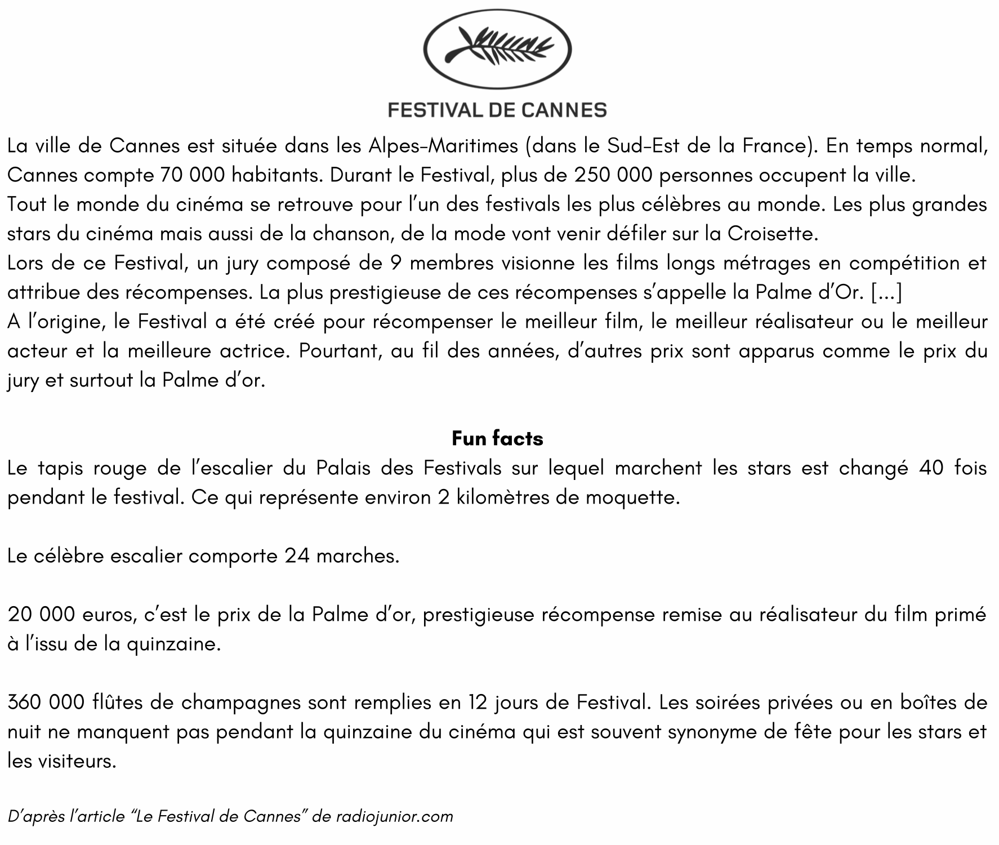 FESTIVAL DE CANNES
La ville de Cannes est située dans les Alpes-Maritimes (dans le Sud-Est de la France). En temps normal,
Cannes compte 70 000 habitants. Durant le Festival, plus de 250 000 personnes occupent la ville.
Tout le monde du cinéma se retrouve pour l’un des festivals les plus célèbres au monde. Les plus grandes
stars du cinéma mais aussi de la chanson, de la mode vont venir défiler sur la Croisette.
Lors de ce Festival, un jury composé de 9 membres visionne les films longs métrages en compétition et
attribue des récompenses. La plus prestigieuse de ces récompenses s’appelle la Palme d’Or. [...]
A l’origine, le Festival a été créé pour récompenser le meilleur film, le meilleur réalisateur ou le meilleur
acteur et la meilleure actrice. Pourtant, au fil des années, d’autres prix sont apparus comme le prix du
jury et surtout la Palme d’or.
Fun facts
Le tapis rouge de l’escalier du Palais des Festivals sur lequel marchent les stars est changé 40 fois
pendant le festival. Ce qui représente environ 2 kilomètres de moquette.
Le célèbre escalier comporte 24 marches.
20 000 euros, c’est le prix de la Palme d’or, prestigieuse récompense remise au réalisateur du film primé
à l’issu de la quinzaine.
360 000 flûtes de champagnes sont remplies en 12 jours de Festival. Les soirées privées ou en boîtes de
nuit ne manquent pas pendant la quinzaine du cinéma qui est souvent synonyme de fête pour les stars et
les visiteurs.
D’après l’article “Le Festival de Cannes” de radiojunior.com